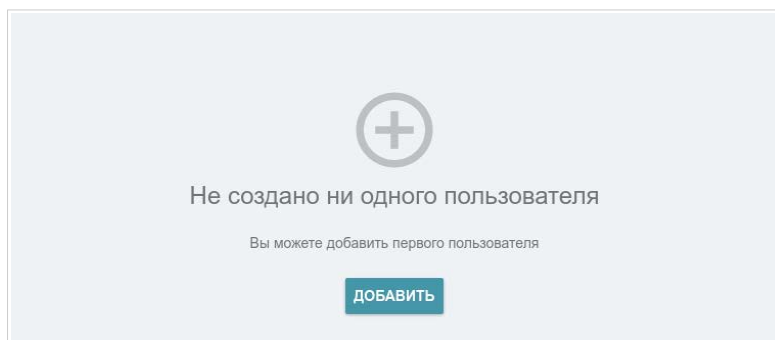 Не создано ни одного пользователя
Вы можете добавить первого пользователя
ДОБАВИТЬ